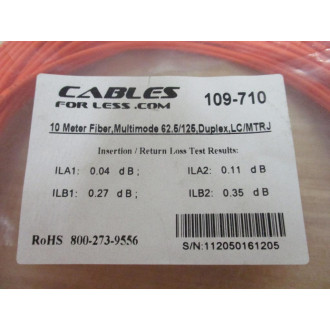 CABLES
FOR LESS.COM
109-710
10 Meter Fiber,Multimode 62.5/125,Duplex,LC/MTRJ
Insertion / Return Loss Test Results:
ILA1: 0.04 dB; ILA2: 0.11 dB
ILB1: 0.27 dB; ILB2: 0.35 dB
RoHS 800-273-9556
S/N:112050161205